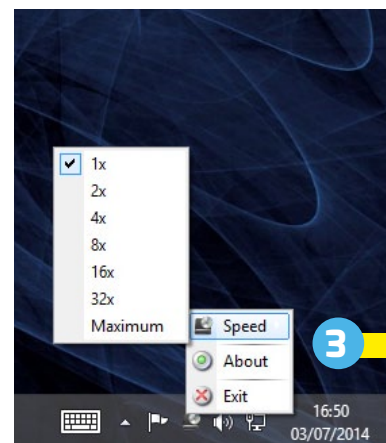 1x
2x
4x
8x
16x
32x
Maximum
Speed
About
Exit
3
16:50
03/07/2014